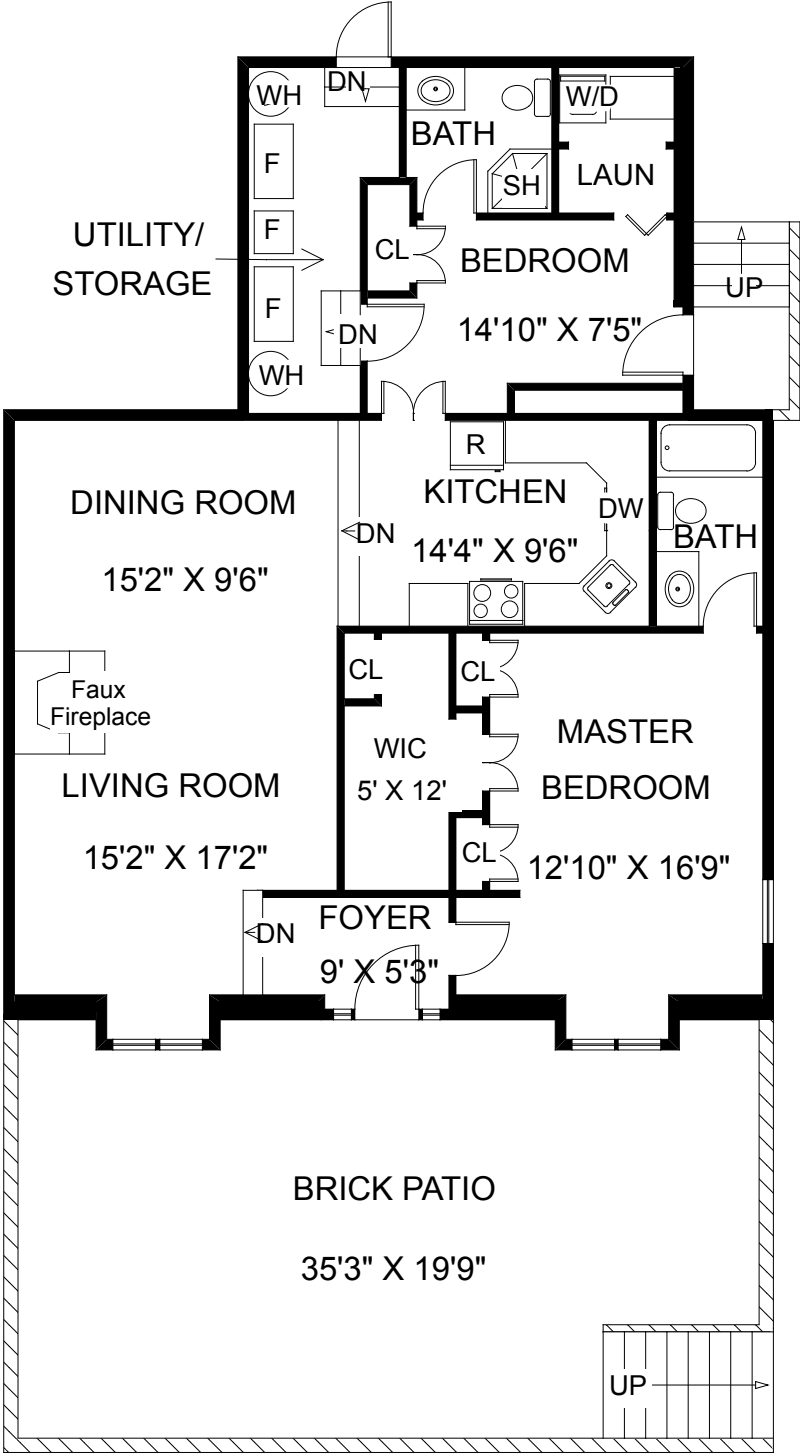 DN
WH
W/D
BATH
F
LAUN
SH
F
UTILITY/
STORAGE
CL
BEDROOM
14'10" X 7'5"
UP
F
DN
WH
R
KITCHEN
14'4" X 9'6"
DW
DINING ROOM
15'2" X 9'6"
DN
BATH
CL
CL
Faux
Fireplace
WIC
5' X 12'
MASTER
BEDROOM
12'10" X 16'9"
LIVING ROOM
15'2" X 17'2"
CL
FOYER
9' X 5'3"
DN
BRICK PATIO
35'3" X 19'9"
UP